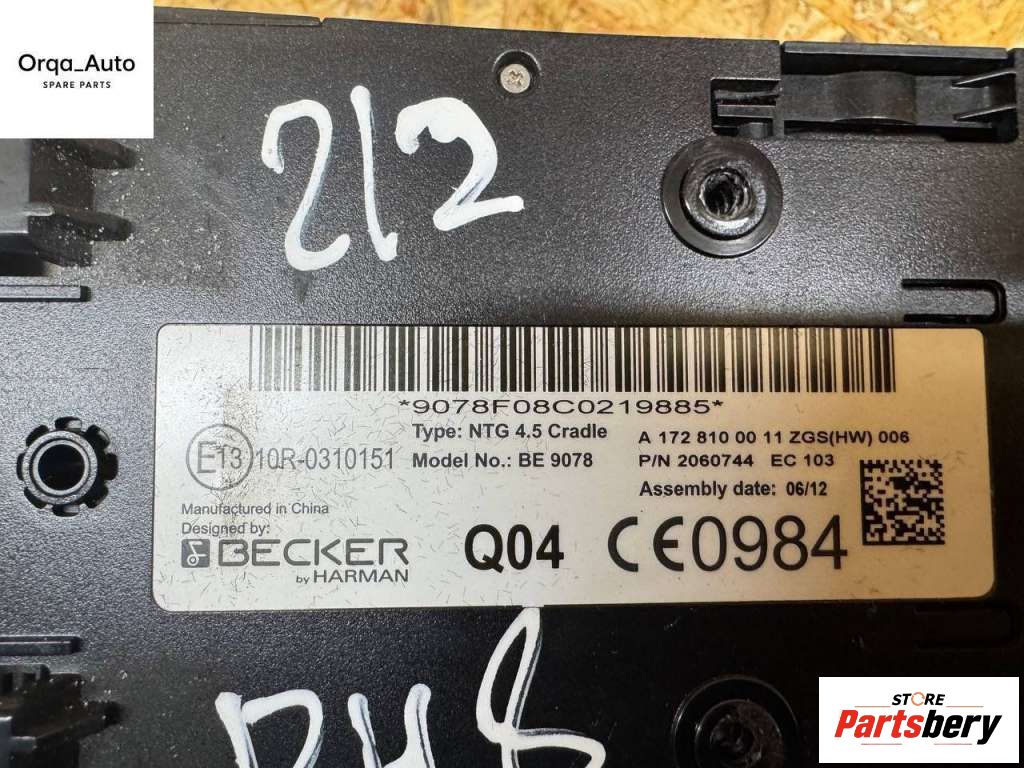 Orqa_Auto
SPARE PARTS
212
*9078F08C0219885*
Type: NTG 4.5 Cradle
A 172 810 00 11 ZGS(HW) 006
E13 10R-0310151
Model No.: BE 9078
P/N 2060744 EC 103
Assembly date: 06/12
Manufactured in China
Designed by:
BECKER
by HARMAN
Q04
CE0984
STORE
Partsbery